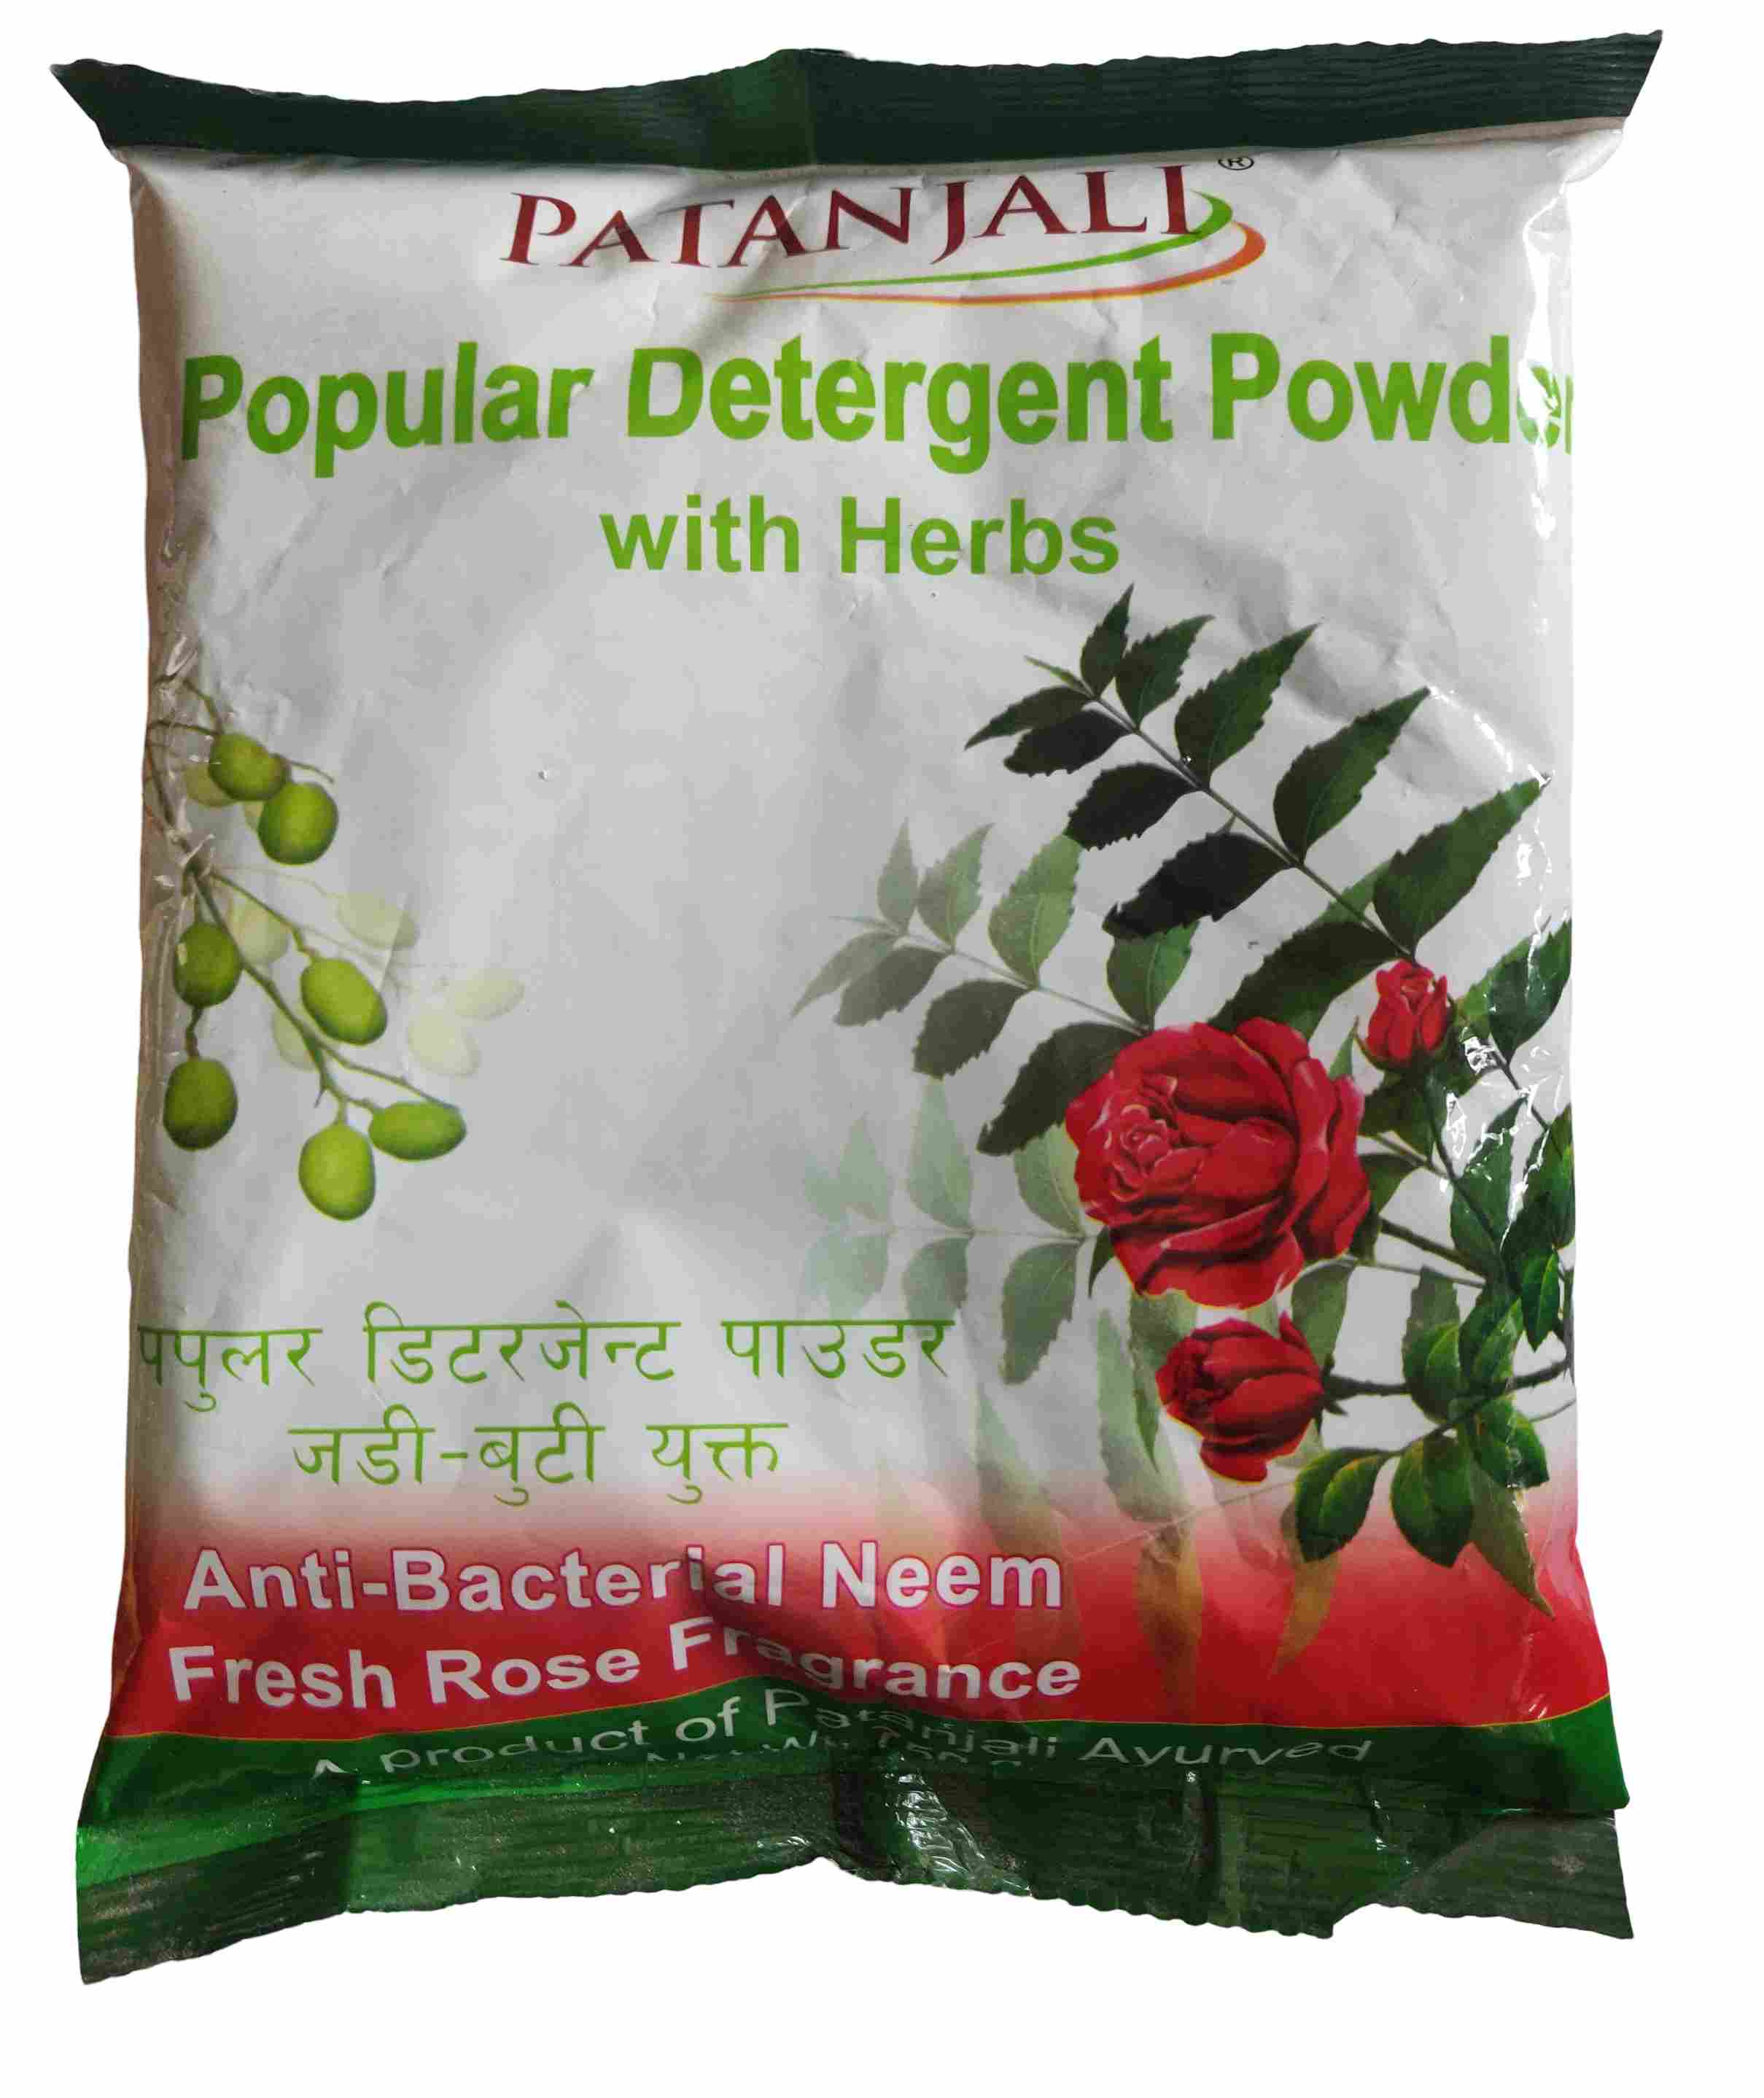 PATANJALI®
Popular Detergent Powder
with Herbs
पपुलर डिटरजेन्ट पाउडर
जडी-बुटी युक्त
Anti-Bacterial Neem
Fresh Rose Fragrance
A product of Patanjali Ayurved